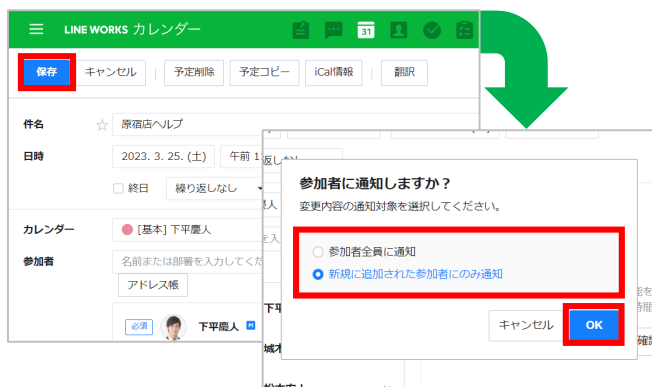 LINE WORKS カレンダー
31
保存 キャンセル 予定削除 予定コピー iCal情報 翻訳
件名 ☆ 原宿店ヘルプ
日時 2023. 3. 25. (土) 午前 1
終日 繰り返しなし
カレンダー [基本] 下平慶人
参加者 名前または部署を入力してくだ
アドレス帳
必須 下平慶人 M
参加者に通知しますか？
変更内容の通知対象を選択してください。
参加者全員に通知
新規に追加された参加者にのみ通知
キャンセル OK